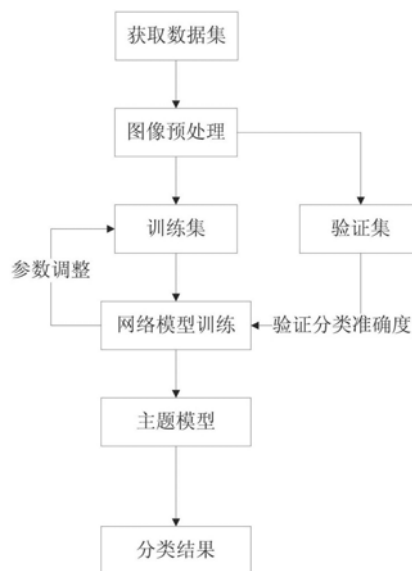 获取数据集
图像预处理
训练集
验证集
参数调整
网络模型训练
验证分类准确度
主题模型
分类结果